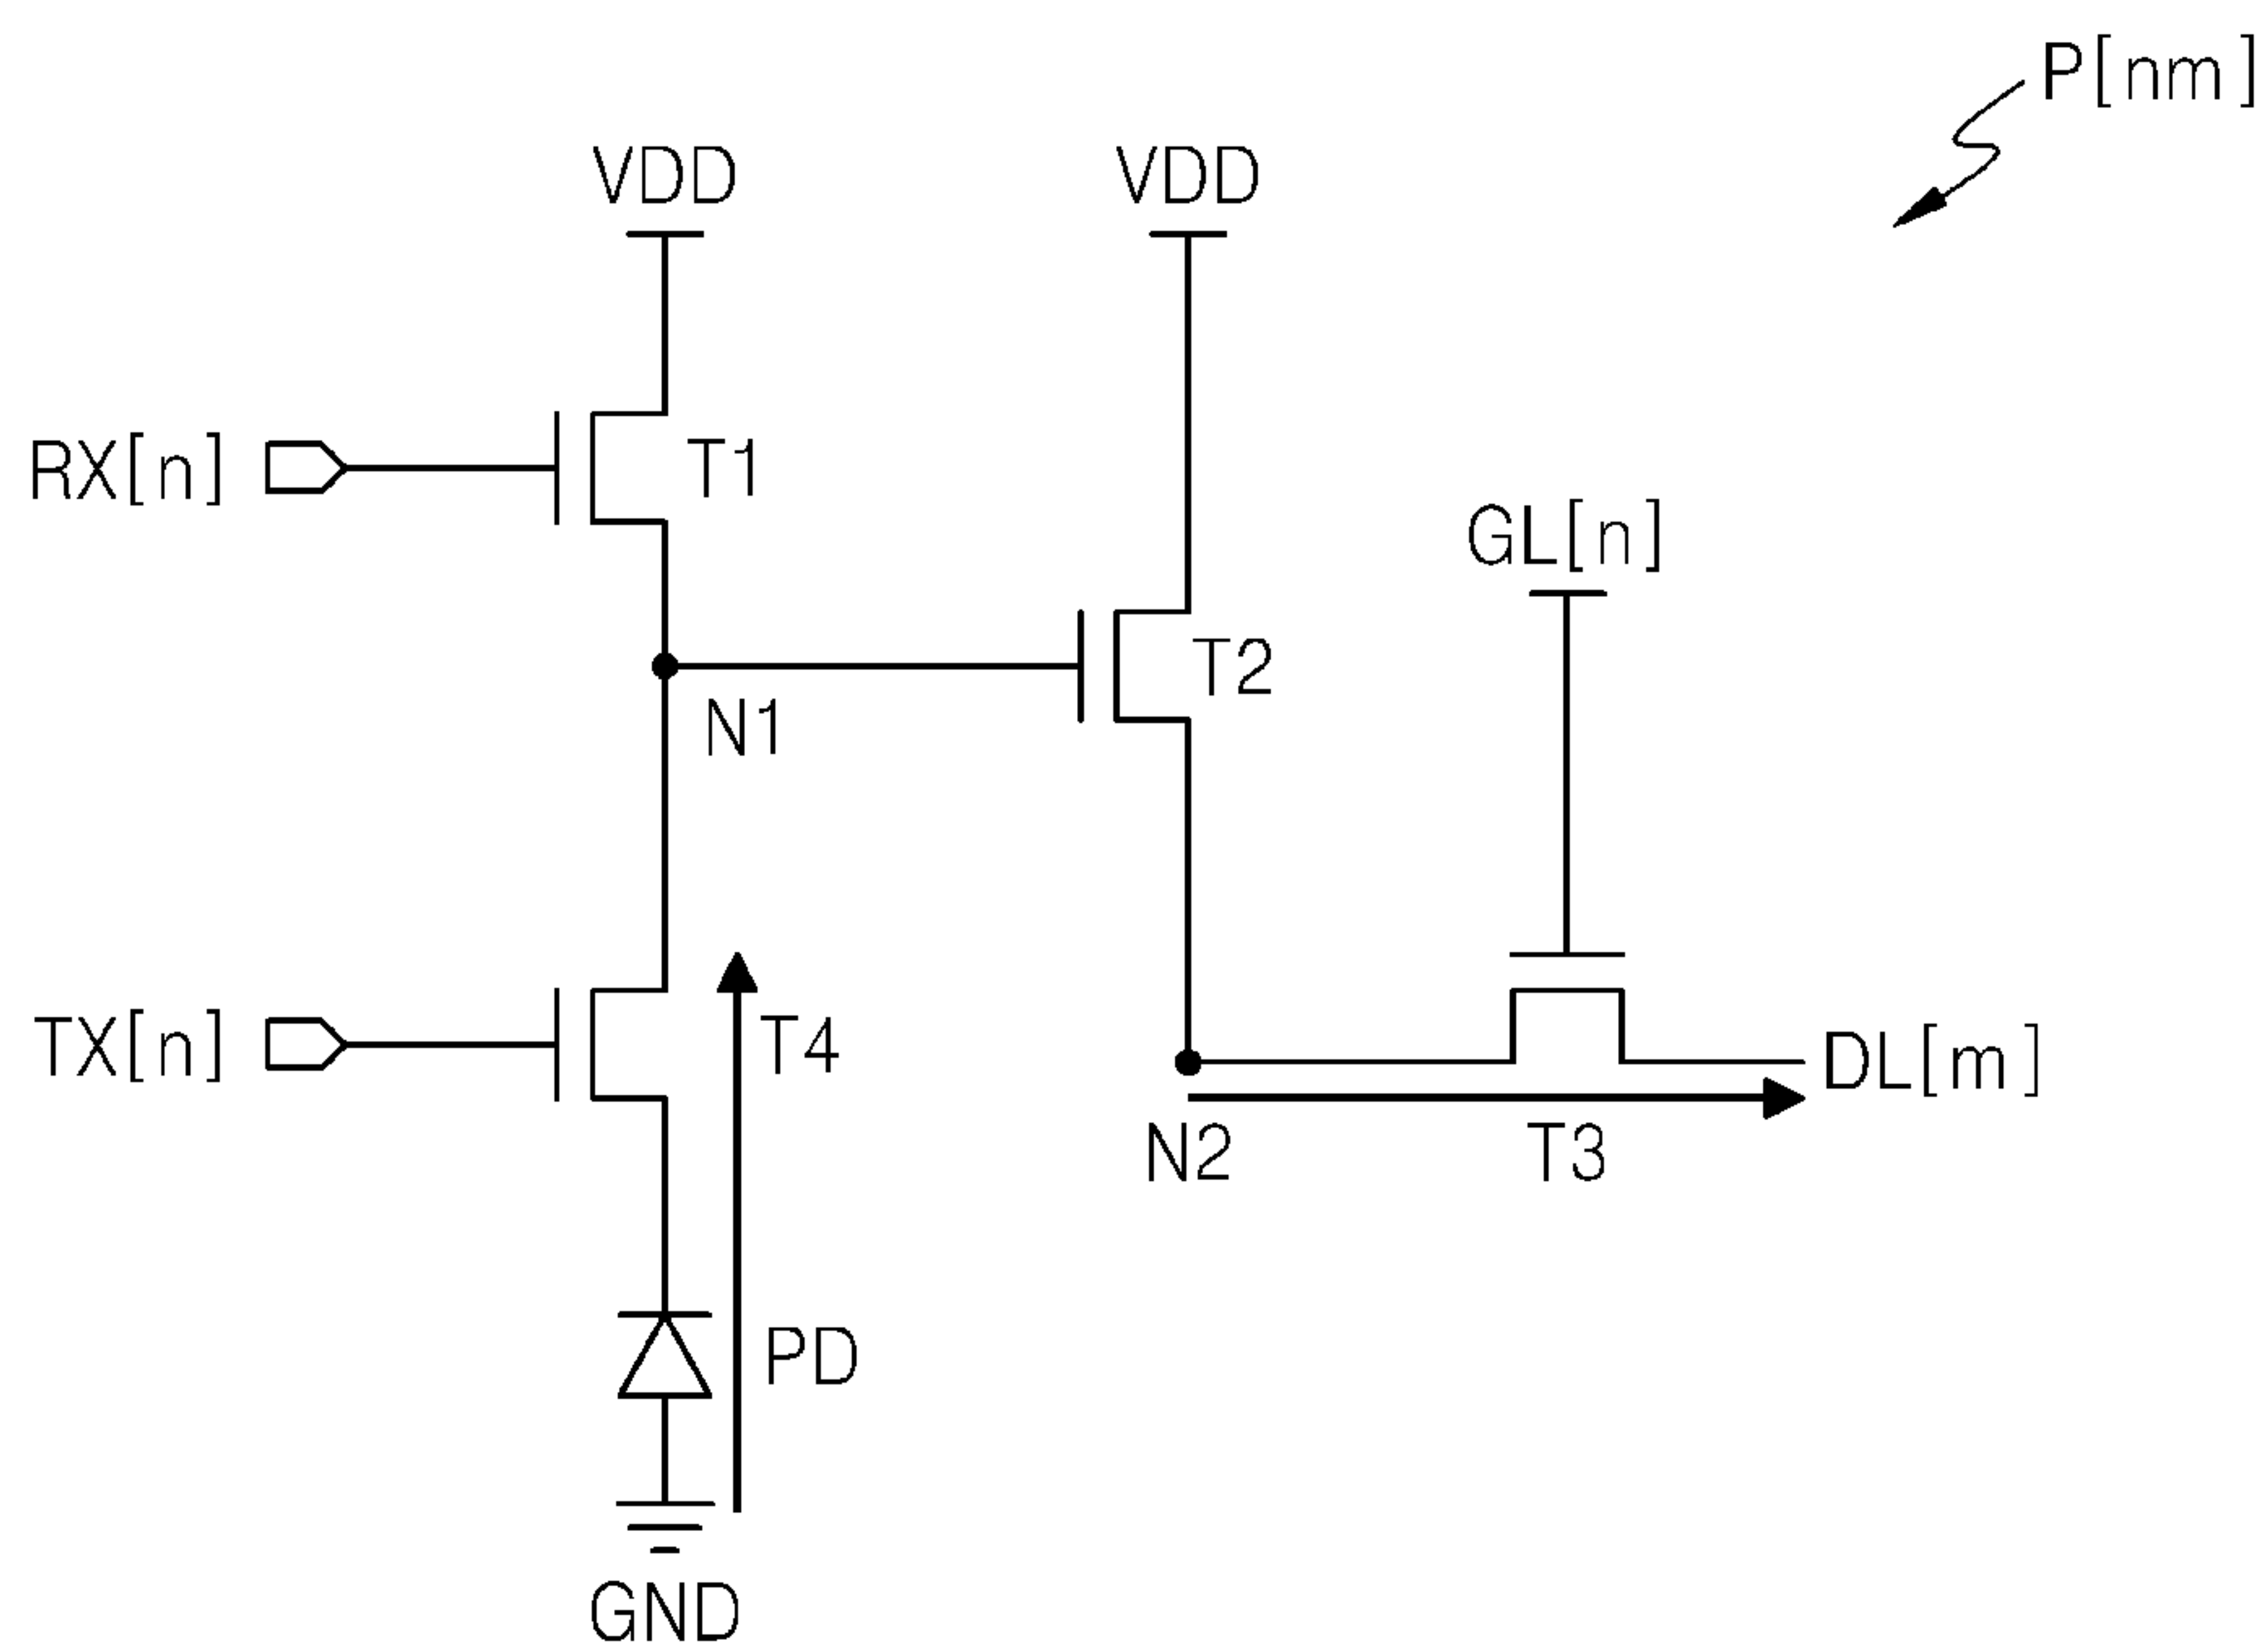 P[nm]
VDD
VDD
RX[n]
T1
GL[n]
T2
N1
TX[n]
T4
DL[m]
N2
T3
PD
GND